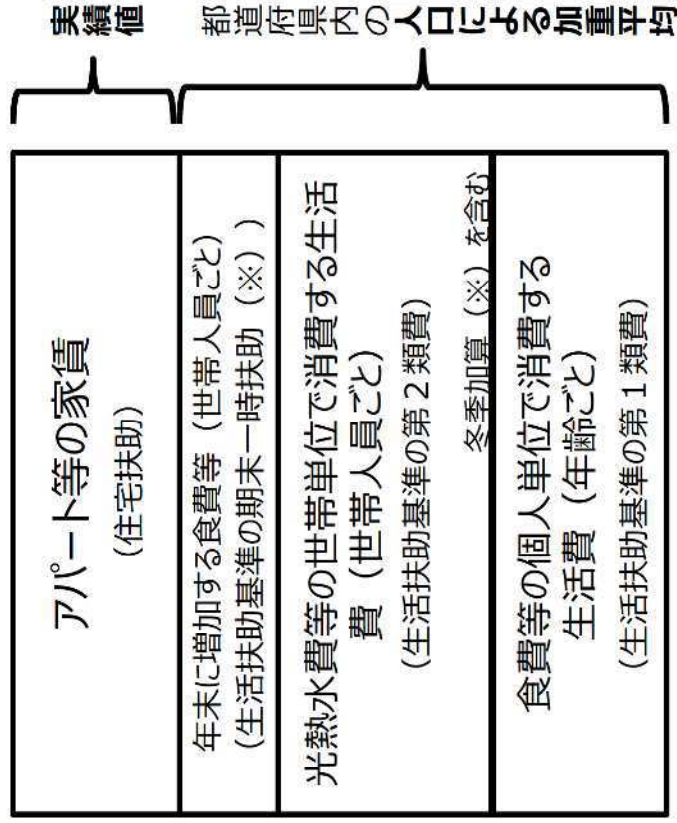 実績値
都道府県内の人口による加重平均
アパート等の家賃
（住宅扶助）
年末に増加する食費等（世帯人員ごと）
（生活扶助基準の期末一時扶助（※））
光熱水費等の世帯単位で消費する生活
費（世帯人員ごと）
（生活扶助基準の第２類費）
冬季加算（※）を含む
食費等の個人単位で消費する
生活費（年齢ごと）
（生活扶助基準の第１類費）